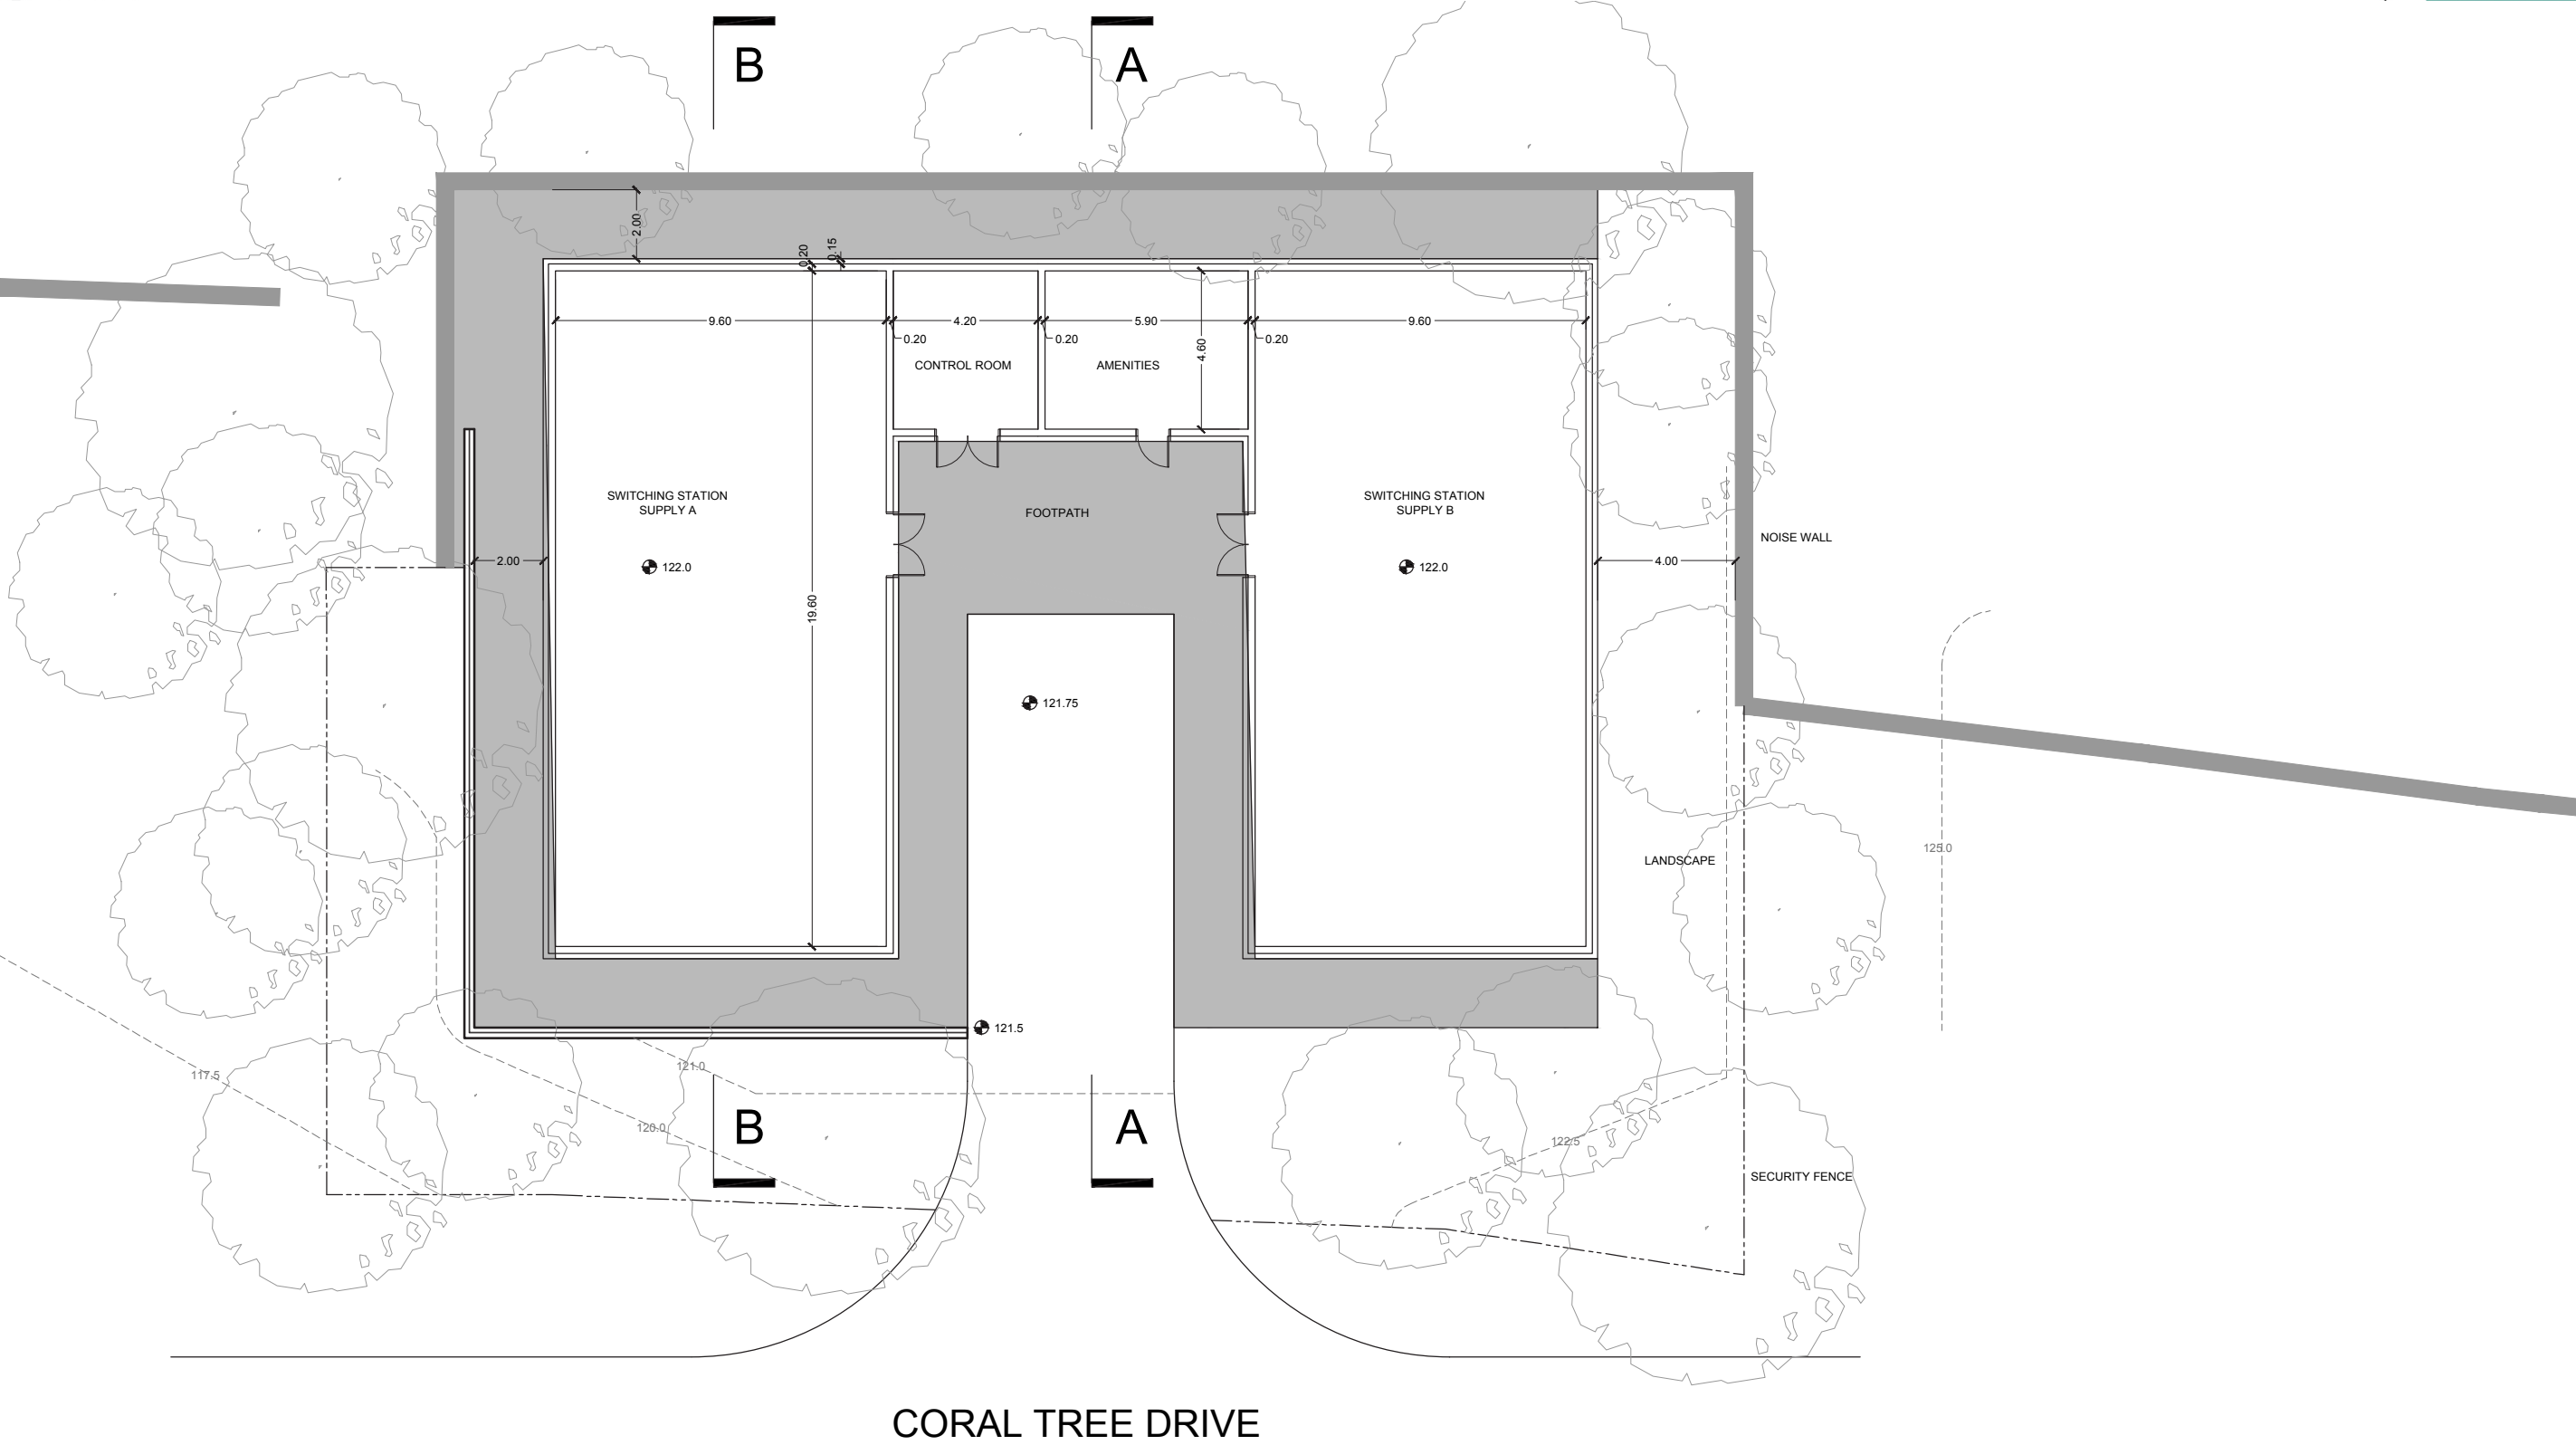 B
A
2.00
0.20
0.15
9.60
4.20
5.90
9.60
0.20
0.20
0.20
4.60
CONTROL ROOM
AMENITIES
SWITCHING STATION
SUPPLY A
FOOTPATH
SWITCHING STATION
SUPPLY B
NOISE WALL
2.00
122.0
122.0
4.00
19.60
121.75
125.0
LANDSCAPE
121.5
117.5
121.0
120.0
B
A
122.5
SECURITY FENCE
CORAL TREE DRIVE